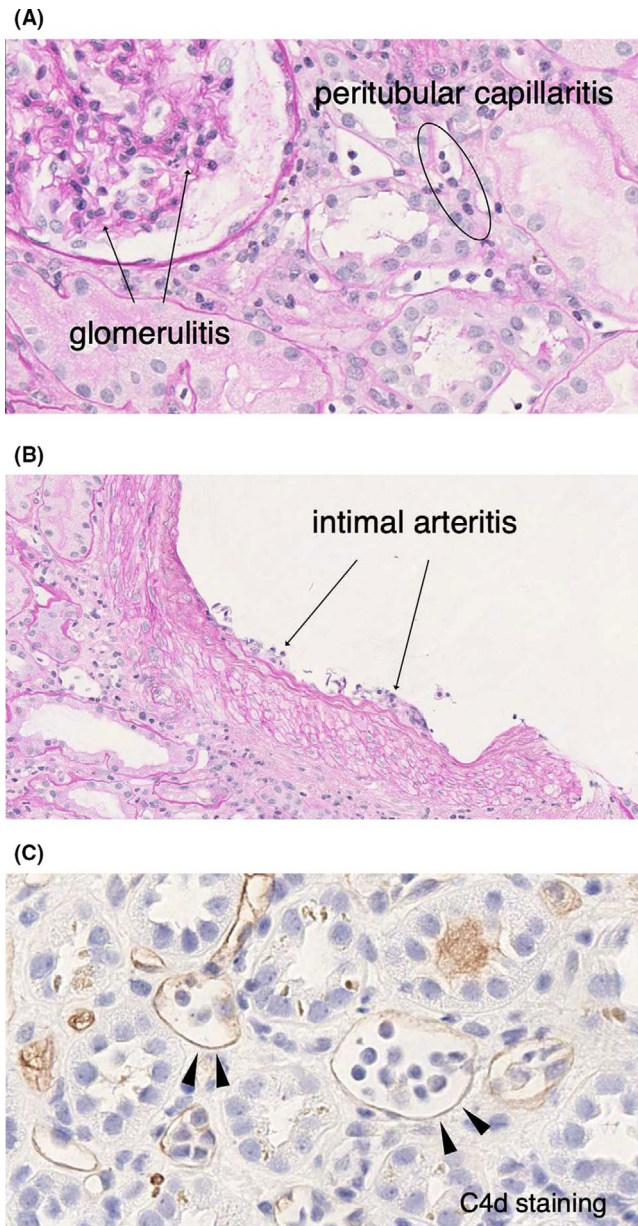 (A)
peritubular capillaritis
glomerulitis
(B)
intimal arteritis
(C)
C4d staining